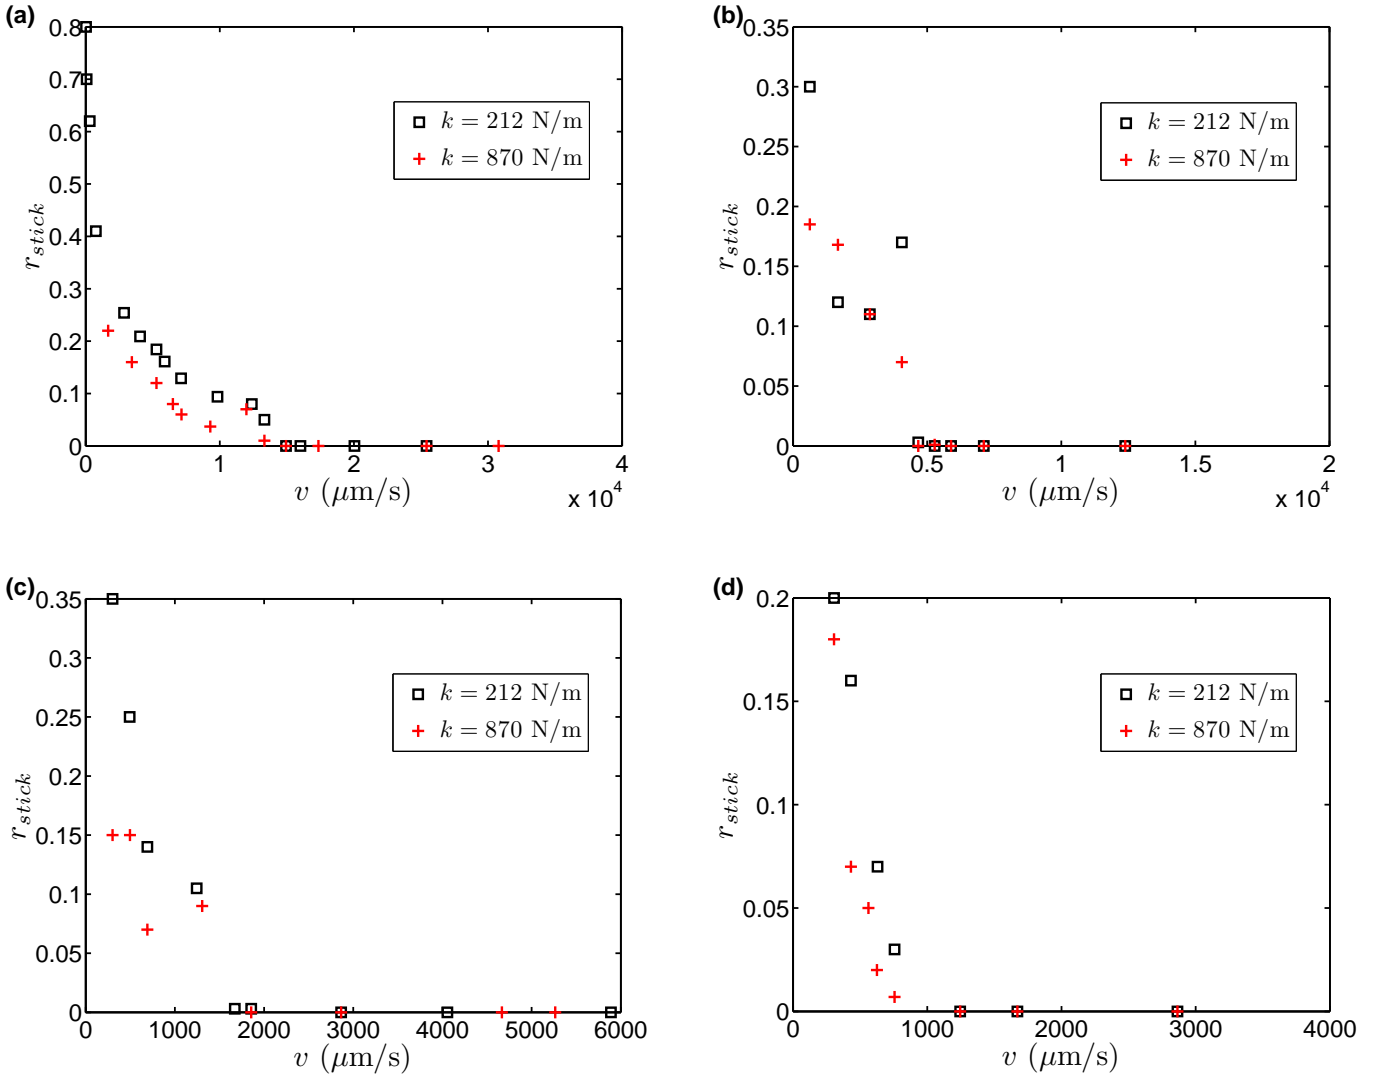 (a)
0.8
0.7
0.6
0.5
0.4
0.3
0.2
0.1
0
r_stick
k = 212 N/m
k = 870 N/m
0 1 2 3 4
v (μm/s)
x 10^4
(b)
0.35
0.3
0.25
0.2
0.15
0.1
0.05
0
r_stick
k = 212 N/m
k = 870 N/m
0 0.5 1 1.5 2
v (μm/s)
x 10^4
(c)
0.35
0.3
0.25
0.2
0.15
0.1
0.05
0
r_stick
k = 212 N/m
k = 870 N/m
0 1000 2000 3000 4000 5000 6000
v (μm/s)
(d)
0.2
0.15
0.1
0.05
0
r_stick
k = 212 N/m
k = 870 N/m
0 1000 2000 3000 4000
v (μm/s)